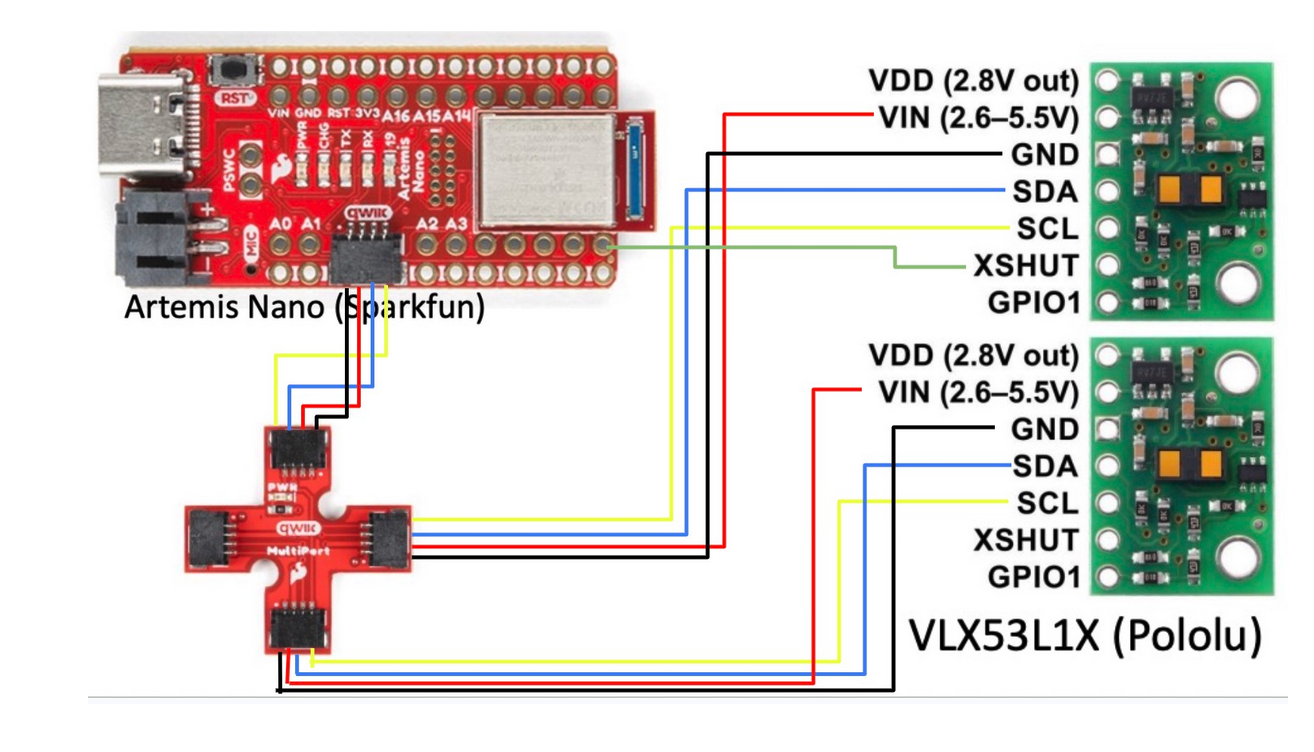 RST
VIN GND RST 3V3 A16 A15 A14
PWR
CHG
TX
RX
19
Artemis
Nano
PSWC
qwiic
A0 A1
A2 A3
MIC
+
Artemis Nano (Sparkfun)
PWR
qwiic
MultiPort
VDD (2.8V out)
VIN (2.6–5.5V)
GND
SDA
SCL
XSHUT
GPIO1
VDD (2.8V out)
VIN (2.6–5.5V)
GND
SDA
SCL
XSHUT
GPIO1
VLX53L1X (Pololu)